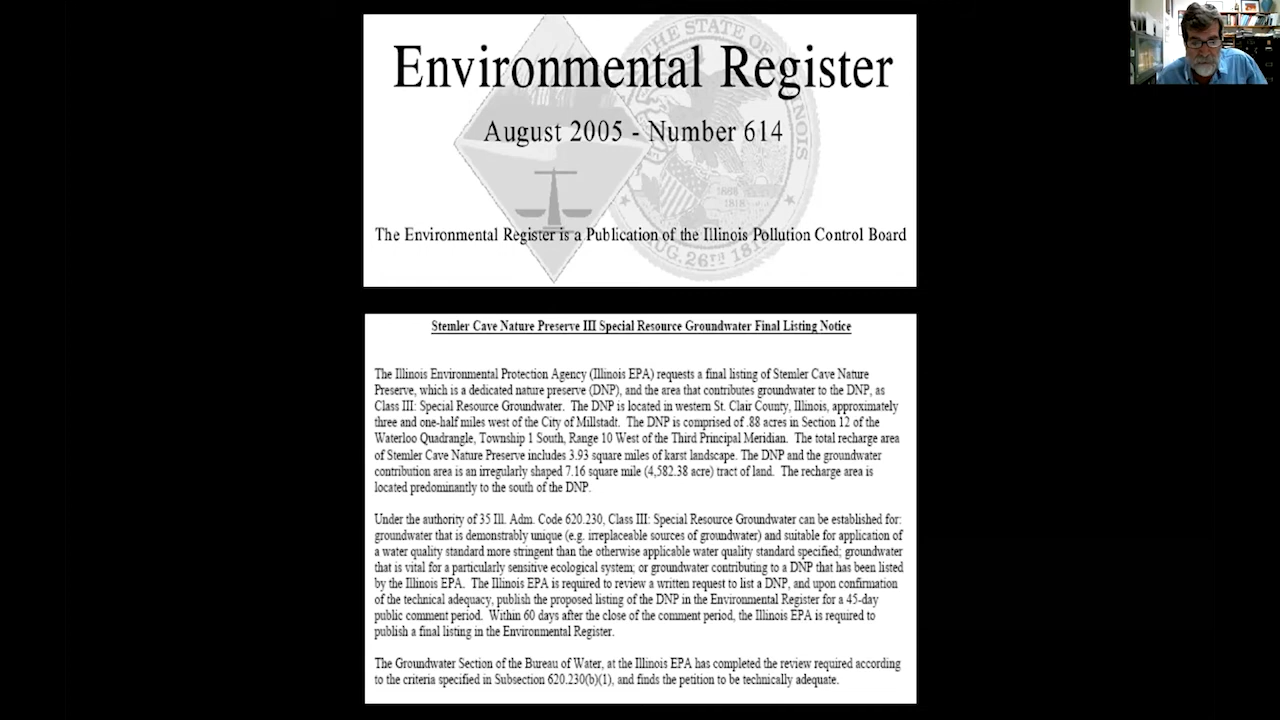 Environmental Register
August 2005 - Number 614
The Environmental Register is a Publication of the Illinois Pollution Control Board
THE STATE OF ILLINOIS
1868
1818
AUG. 26TH 1818
Stemler Cave Nature Preserve III Special Resource Groundwater Final Listing Notice
The Illinois Environmental Protection Agency (Illinois EPA) requests a final listing of Stemler Cave Nature
Preserve, which is a dedicated nature preserve (DNP), and the area that contributes groundwater to the DNP, as
Class III: Special Resource Groundwater. The DNP is located in western St. Clair County, Illinois, approximately
three and one-half miles west of the City of Millstadt. The DNP is comprised of .88 acres in Section 12 of the
Waterloo Quadrangle, Township 1 South, Range 10 West of the Third Principal Meridian. The total recharge area
of Stemler Cave Nature Preserve includes 3.93 square miles of karst landscape. The DNP and the groundwater
contribution area is an irregularly shaped 7.16 square mile (4,582.38 acre) tract of land. The recharge area is
located predominantly to the south of the DNP.
Under the authority of 35 Ill. Adm. Code 620.230, Class III: Special Resource Groundwater can be established for:
groundwater that is demonstrably unique (e.g. irreplaceable sources of groundwater) and suitable for application of
a water quality standard more stringent than the otherwise applicable water quality standard specified; groundwater
that is vital for a particularly sensitive ecological system; or groundwater contributing to a DNP that has been listed
by the Illinois EPA. The Illinois EPA is required to review a written request to list a DNP, and upon confirmation
of the technical adequacy, publish the proposed listing of the DNP in the Environmental Register for a 45-day
public comment period. Within 60 days after the close of the comment period, the Illinois EPA is required to
publish a final listing in the Environmental Register.
The Groundwater Section of the Bureau of Water, at the Illinois EPA has completed the review required according
to the criteria specified in Subsection 620.230(b)(1), and finds the petition to be technically adequate.